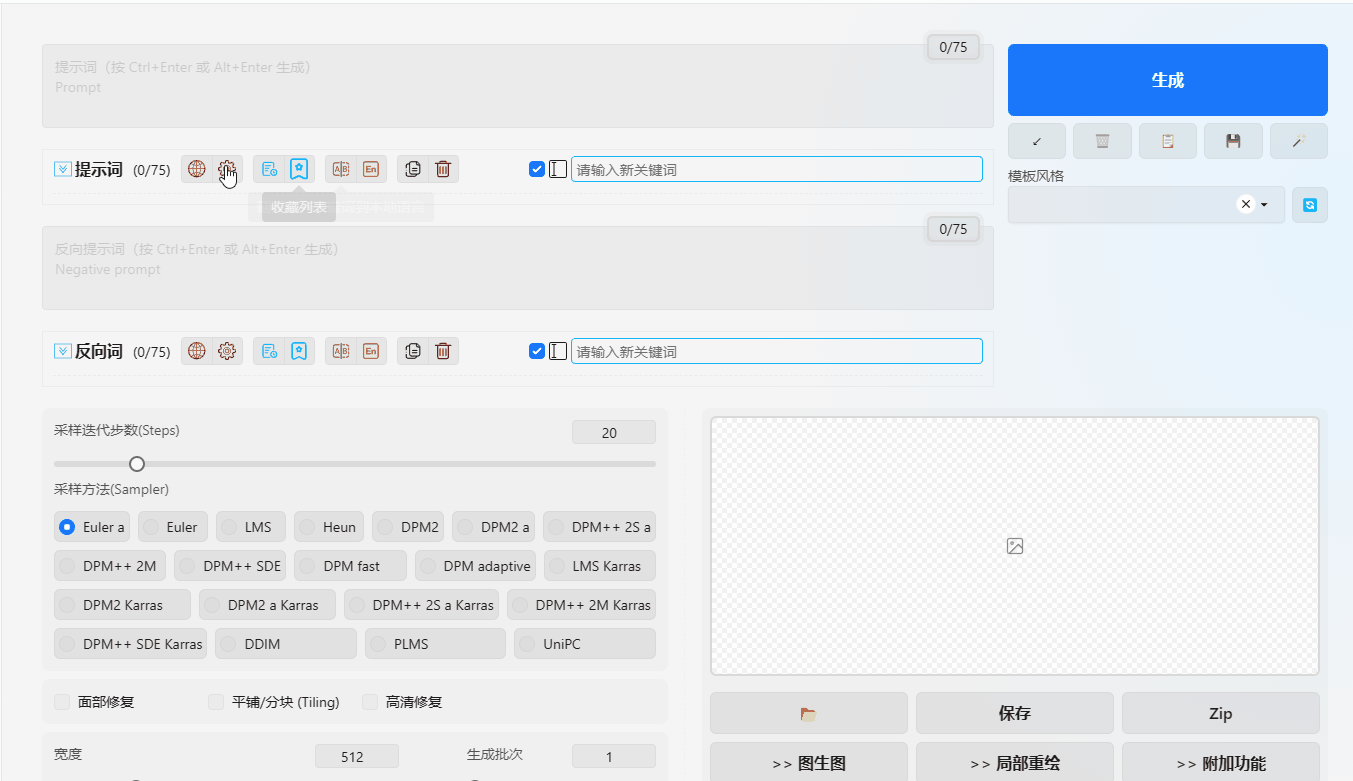 0/75
提示词（按 Ctrl+Enter 或 Alt+Enter 生成）
Prompt
生成
提示词 (0/75) En 请输入新关键词
收藏列表
模板风格
0/75
反向提示词（按 Ctrl+Enter 或 Alt+Enter 生成）
Negative prompt
反向词 (0/75) En 请输入新关键词
采样迭代步数(Steps) 20
采样方法(Sampler)
Euler a Euler LMS Heun DPM2 DPM2 a DPM++ 2S a
DPM++ 2M DPM++ SDE DPM fast DPM adaptive LMS Karras
DPM2 Karras DPM2 a Karras DPM++ 2S a Karras DPM++ 2M Karras
DPM++ SDE Karras DDIM PLMS UniPC
面部修复 平铺/分块 (Tiling) 高清修复
宽度 512 生成批次 1
保存 Zip
>> 图生图 >> 局部重绘 >> 附加功能